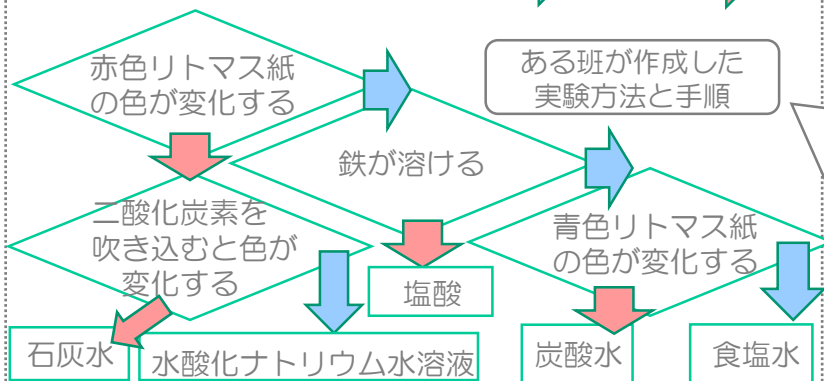 赤色リトマス紙
の色が変化する
ある班が作成した
実験方法と手順
鉄が溶ける
二酸化炭素を
吹き込むと色が
変化する
青色リトマス紙
の色が変化する
塩酸
石灰水
水酸化ナトリウム水溶液
炭酸水
食塩水